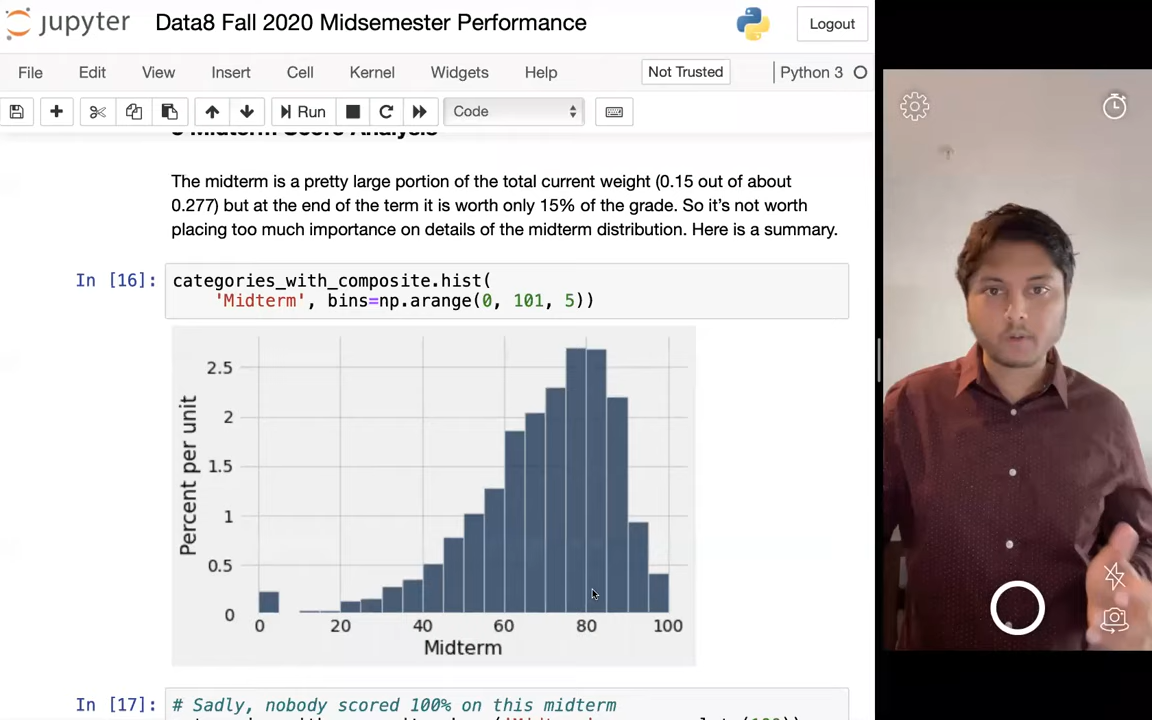 jupyter Data8 Fall 2020 Midsemester Performance Logout
File Edit View Insert Cell Kernel Widgets Help Not Trusted Python 3
Run Code
Midterm Score Analysis
The midterm is a pretty large portion of the total current weight (0.15 out of about
0.277) but at the end of the term it is worth only 15% of the grade. So it’s not worth
placing too much importance on details of the midterm distribution. Here is a summary.
In [16]: categories_with_composite.hist(
'Midterm', bins=np.arange(0, 101, 5))
Percent per unit
2.5
2
1.5
1
0.5
0
0 20 40 60 80 100
Midterm
In [17]: # Sadly, nobody scored 100% on this midterm